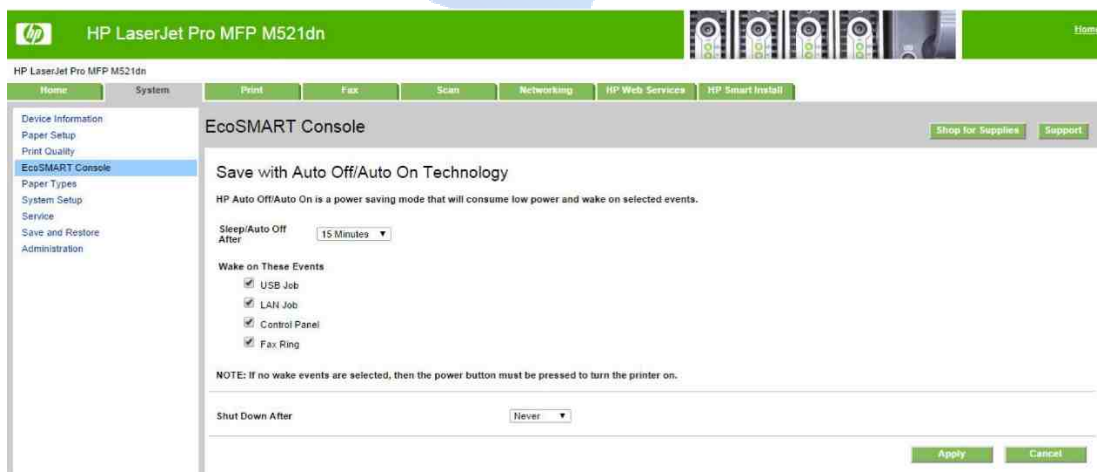 hp
HP LaserJet Pro MFP M521dn
Home
HP LaserJet Pro MFP M521dn
Home
System
Print
Fax
Scan
Networking
HP Web Services
HP Smart Install
Device Information
Paper Setup
Print Quality
EcoSMART Console
Paper Types
System Setup
Service
Save and Restore
Administration
EcoSMART Console
Shop for Supplies
Support
Save with Auto Off/Auto On Technology
HP Auto Off/Auto On is a power saving mode that will consume low power and wake on selected events.
Sleep/Auto Off
After
15 Minutes
Wake on These Events
USB Job
LAN Job
Control Panel
Fax Ring
NOTE: If no wake events are selected, then the power button must be pressed to turn the printer on.
Shut Down After
Never
Apply
Cancel